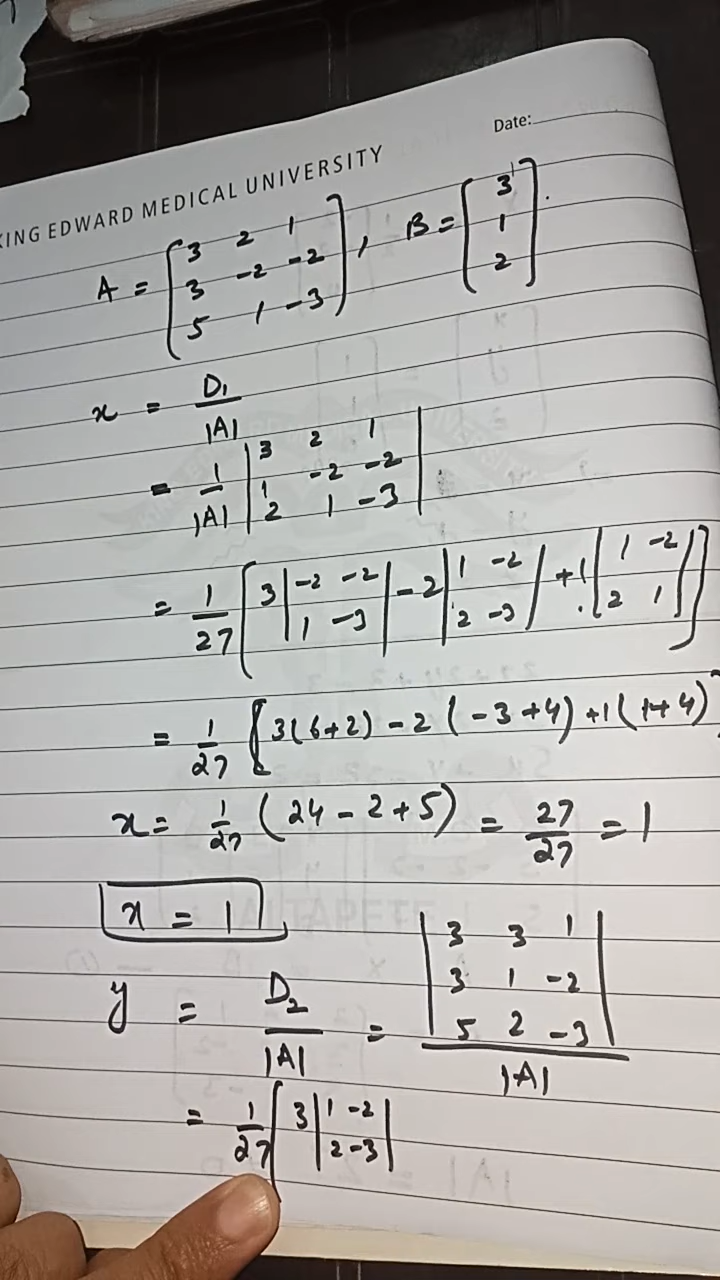 Date:
KING EDWARD MEDICAL UNIVERSITY
A = [3 2 1
3 -2 -2
5 1 -3], B = [3
1
2].
x = D₁/|A|
= 1/|A| |3 2 1
1 -2 -2
2 1 -3|
= 1/27 [3|-2 -2
1 -3| -2|1 -2
2 -3| +1|1 -2
2 1|]
= 1/27 [3(6+2) - 2(-3+4) +1(1+4)]
x = 1/27 (24 - 2 + 5) = 27/27 = 1
x = 1
y = D₂/|A| = |3 3 1
3 1 -2
5 2 -3|/|A|
= 1/27 [3|1 -2
2 -3|